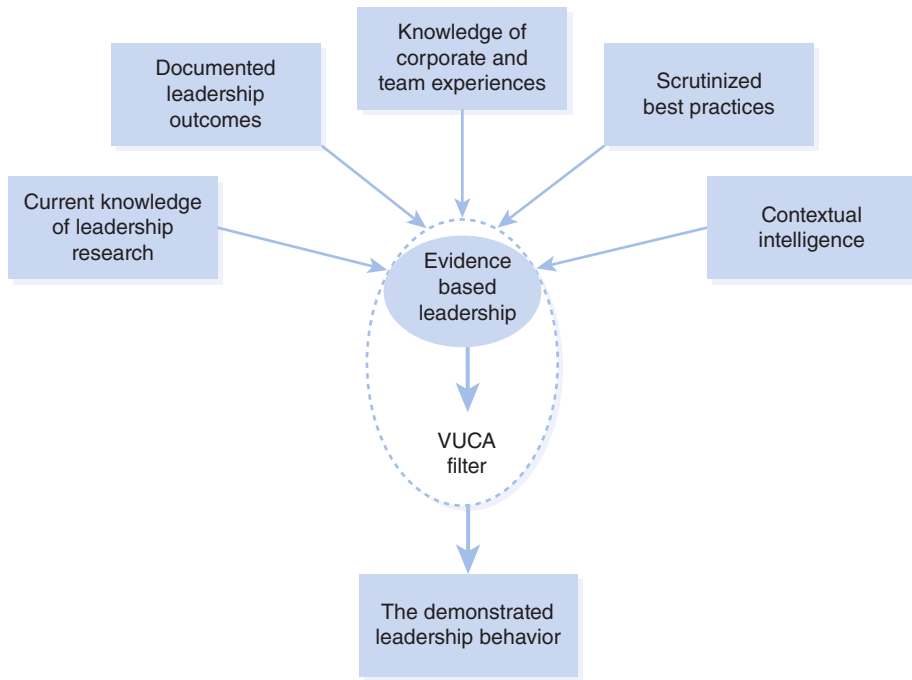 Knowledge of
corporate and
team experiences
Documented
leadership
outcomes
Scrutinized
best practices
Current knowledge
of leadership
research
Contextual
intelligence
Evidence
based
leadership
VUCA
filter
The demonstrated
leadership behavior